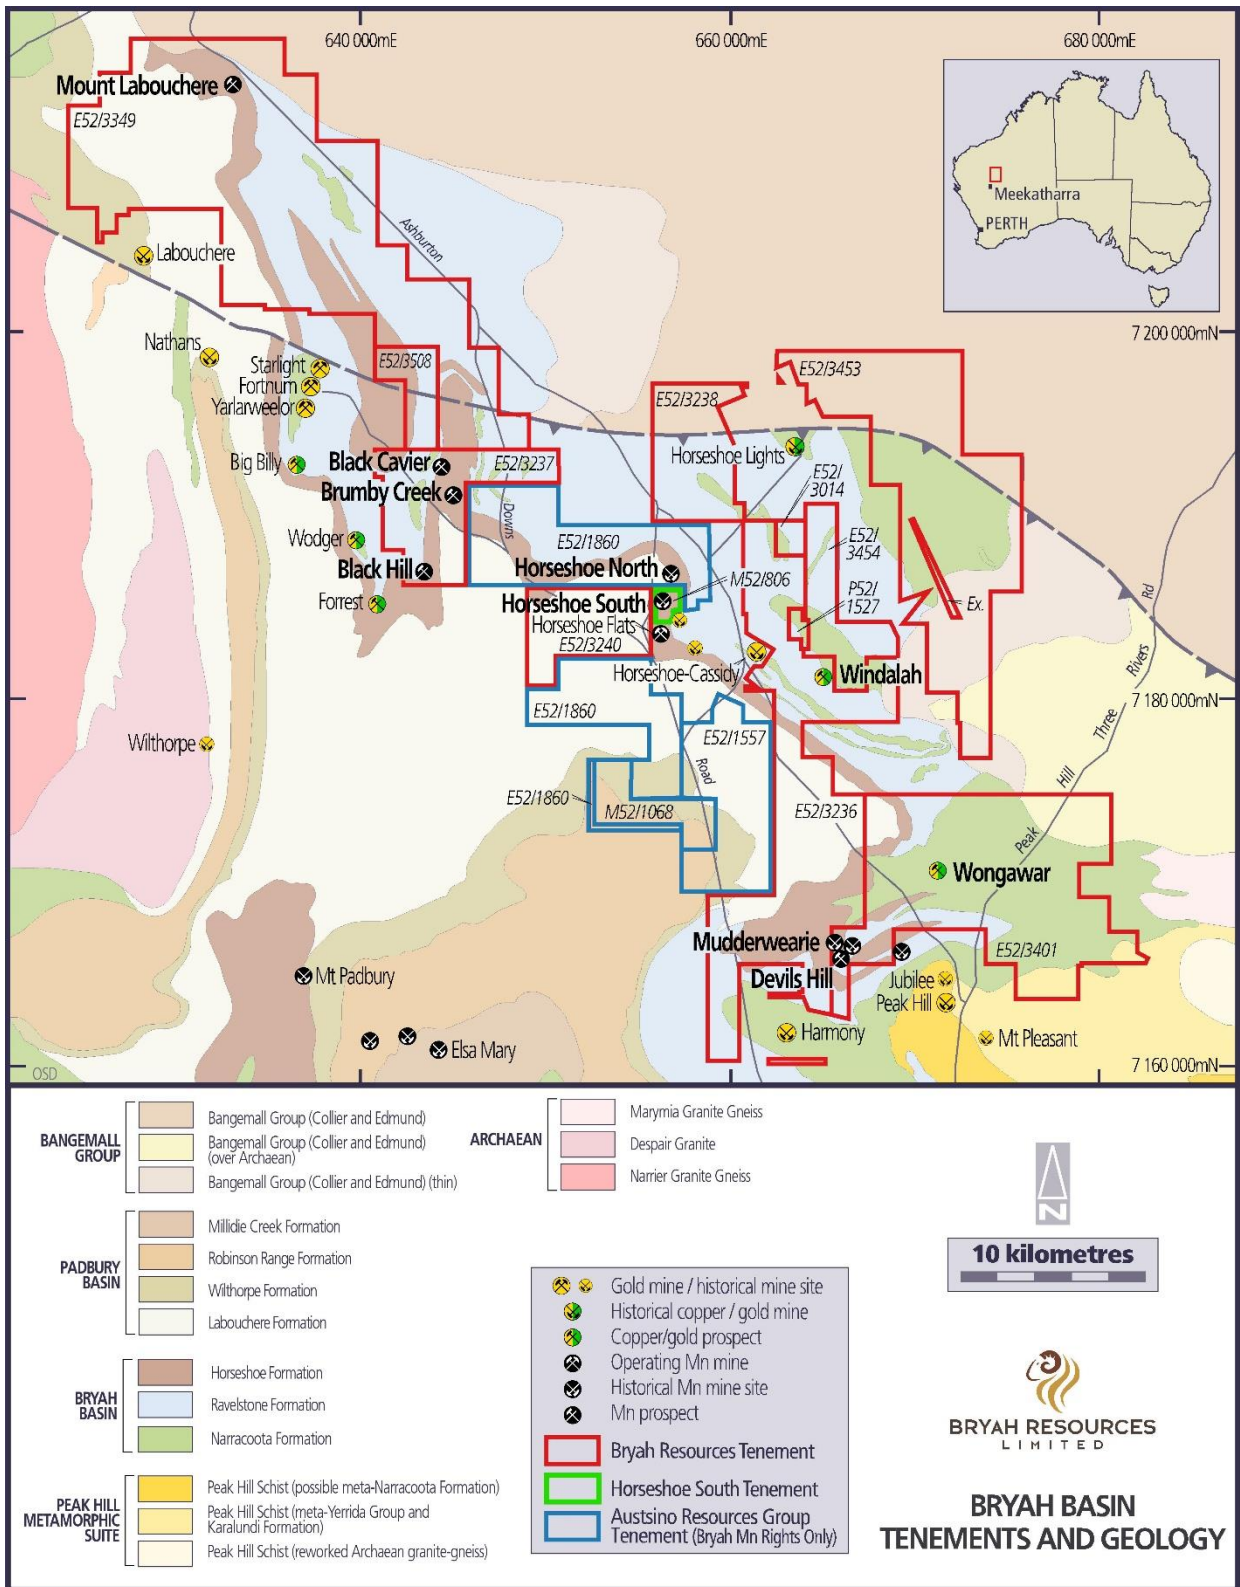 640 000mE
660 000mE
680 000mE
Mount Labouchere
E52/3349
Meekatharra
PERTH
Ashburton
Labouchere
7 200 000mN
Nathans
Starlight
Fortnum
Yarlarweelor
E52/3508
E52/3453
E52/3238
Big Billy
Black Cavier
E52/3237
Horseshoe Lights
Brumby Creek
E52/
3014
Downs
Wodger
E52/1860
E52/
3454
Black Hill
Horseshoe North
M52/806
P52/
1527
Ex.
Rd
Forrest
Horseshoe South
Horseshoe Flats
E52/3240
Horseshoe-Cassidy
Windalah
Rivers
7 180 000mN
E52/1860
Three
Wilthorpe
E52/1557
Road
Hill
E52/1860
M52/1068
E52/3236
Peak
Wongawar
Mudderwearie
E52/3401
Devils Hill
Mt Padbury
Jubilee
Peak Hill
Harmony
Mt Pleasant
Elsa Mary
OSD
7 160 000mN
BANGEMALL
GROUP
Bangemall Group (Collier and Edmund)
Bangemall Group (Collier and Edmund)
(over Archaean)
Bangemall Group (Collier and Edmund) (thin)
PADBURY
BASIN
Millidie Creek Formation
Robinson Range Formation
Wilthorpe Formation
Labouchere Formation
BRYAH
BASIN
Horseshoe Formation
Ravelstone Formation
Narracoota Formation
PEAK HILL
METAMORPHIC
SUITE
Peak Hill Schist (possible meta-Narracoota Formation)
Peak Hill Schist (meta-Yerrida Group and
Karalundi Formation)
Peak Hill Schist (reworked Archaean granite-gneiss)
ARCHAEAN
Marymia Granite Gneiss
Despair Granite
Narrier Granite Gneiss
Gold mine / historical mine site
Historical copper / gold mine
Copper/gold prospect
Operating Mn mine
Historical Mn mine site
Mn prospect
Bryah Resources Tenement
Horseshoe South Tenement
Austsino Resources Group
Tenement (Bryah Mn Rights Only)
N
10 kilometres
BRYAH RESOURCES
LIMITED
BRYAH BASIN
TENEMENTS AND GEOLOGY